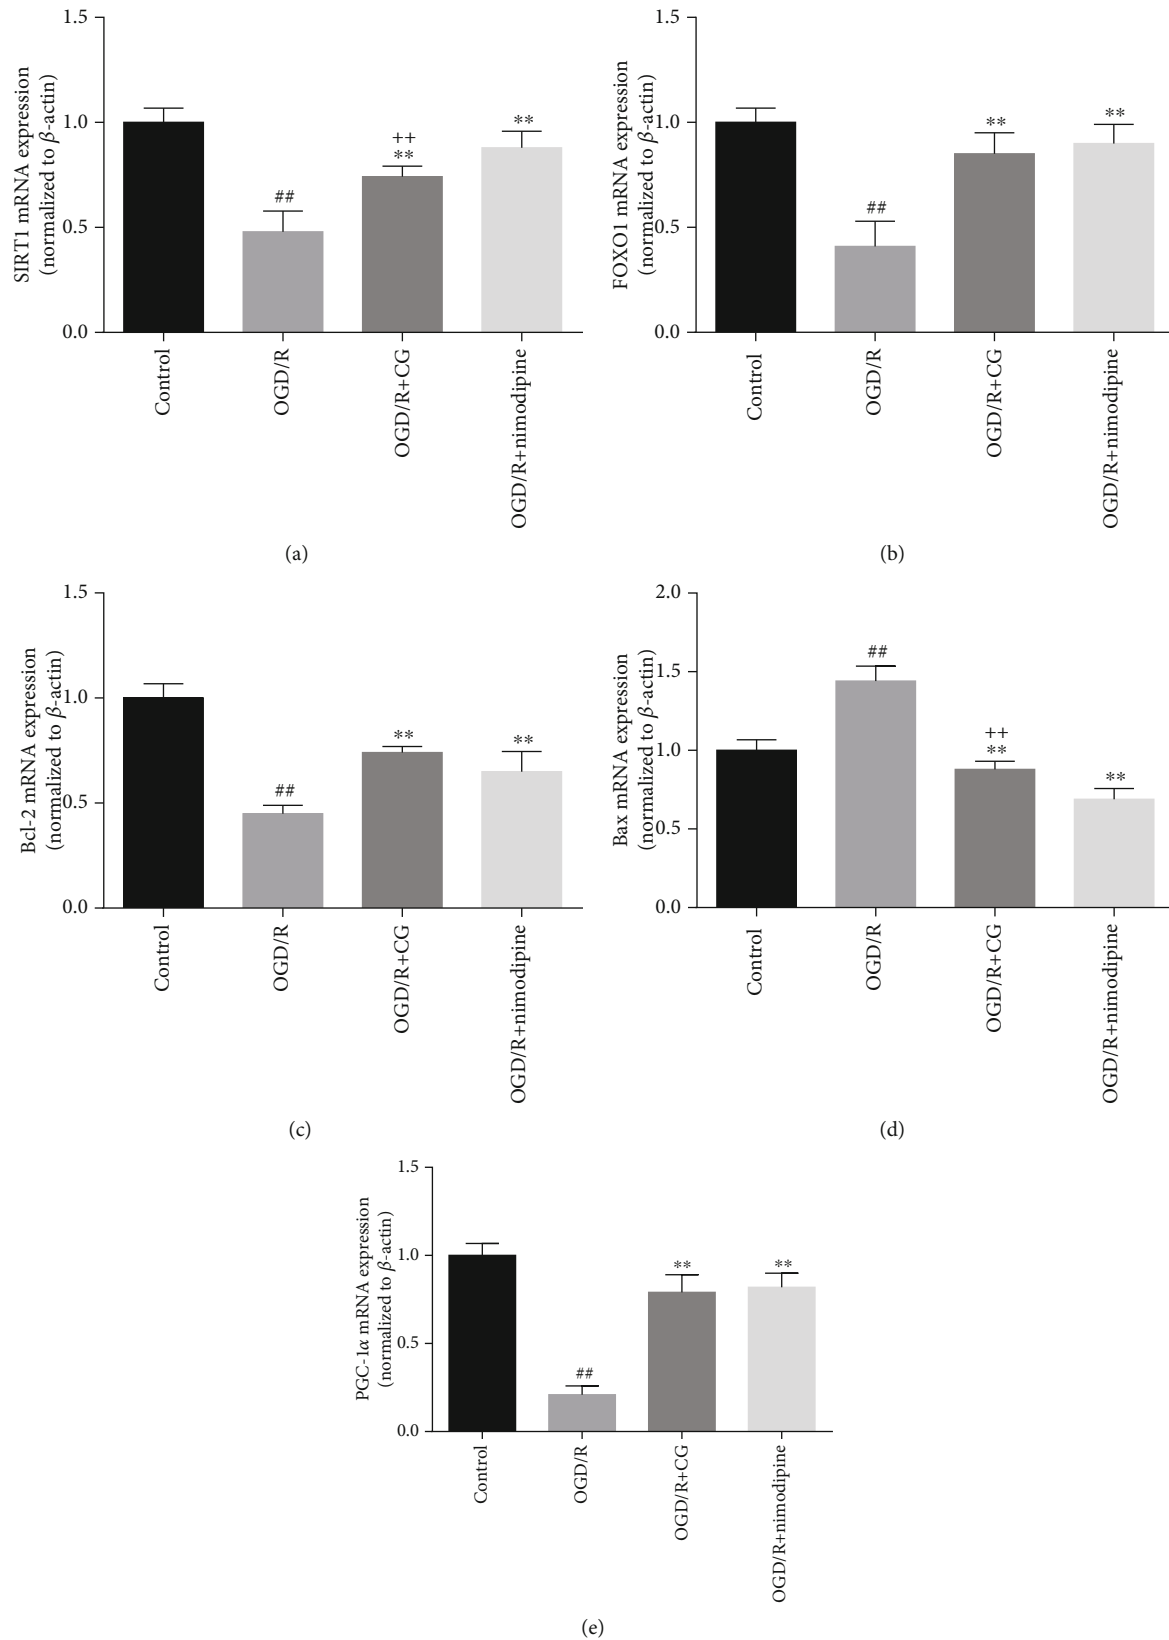 SIRT1 mRNA expression
(normalized to β-actin)
1.5
1.0
0.5
0.0
##
++
**
**
Control
OGD/R
OGD/R+CG
OGD/R+nimodipine
(a)
FOXO1 mRNA expression
(normalized to β-actin)
1.5
1.0
0.5
0.0
##
**
**
Control
OGD/R
OGD/R+CG
OGD/R+nimodipine
(b)
Bcl-2 mRNA expression
(normalized to β-actin)
1.5
1.0
0.5
0.0
##
**
**
Control
OGD/R
OGD/R+CG
OGD/R+nimodipine
(c)
Bax mRNA expression
(normalized to β-actin)
2.0
1.5
1.0
0.5
0.0
##
++
**
**
Control
OGD/R
OGD/R+CG
OGD/R+nimodipine
(d)
PGC-1α mRNA expression
(normalized to β-actin)
1.5
1.0
0.5
0.0
##
**
**
Control
OGD/R
OGD/R+CG
OGD/R+nimodipine
(e)